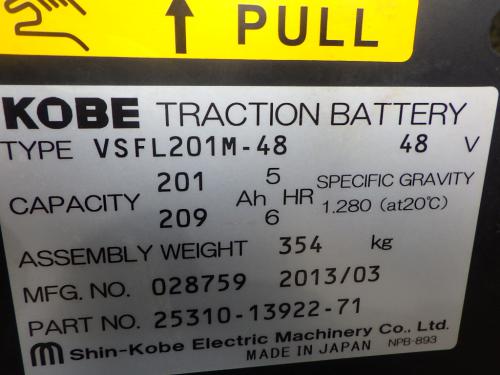 PULL
KOBE TRACTION BATTERY
TYPE VSFL201M-48 48 V
CAPACITY 201 209 Ah 5 6 HR SPECIFIC GRAVITY 1.280 (at20℃)
ASSEMBLY WEIGHT 354 kg
MFG. NO. 028759 2013/03
PART NO. 25310-13922-71
Shin-Kobe Electric Machinery Co., Ltd.
MADE IN JAPAN NPB-893